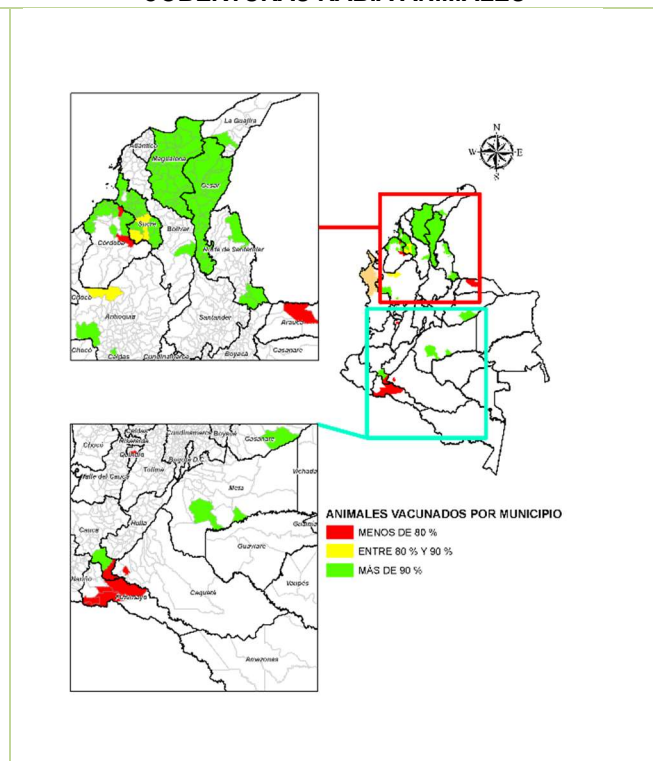 La Guajira
Atlántico
Magdalena
Cesar
Sucre
Bolívar
Córdoba
Norte de Santander
Chocó
Antioquia
Santander
Arauca
Chocó
Caldas
Cundinamarca
Boyacá
Casanare
N
W E
S
Caldas
Cundinamarca
Boyacá
Casanare
Chocó
Risaralda
Quindío
Bogotá D.C.
Tolima
Vichada
Valle del Cauca
Meta
Cauca
Huila
Guainía
Guaviare
Nariño
Putumayo
Caquetá
Vaupés
Amazonas
ANIMALES VACUNADOS POR MUNICIPIO
MENOS DE 80 %
ENTRE 80 % Y 90 %
MÁS DE 90 %